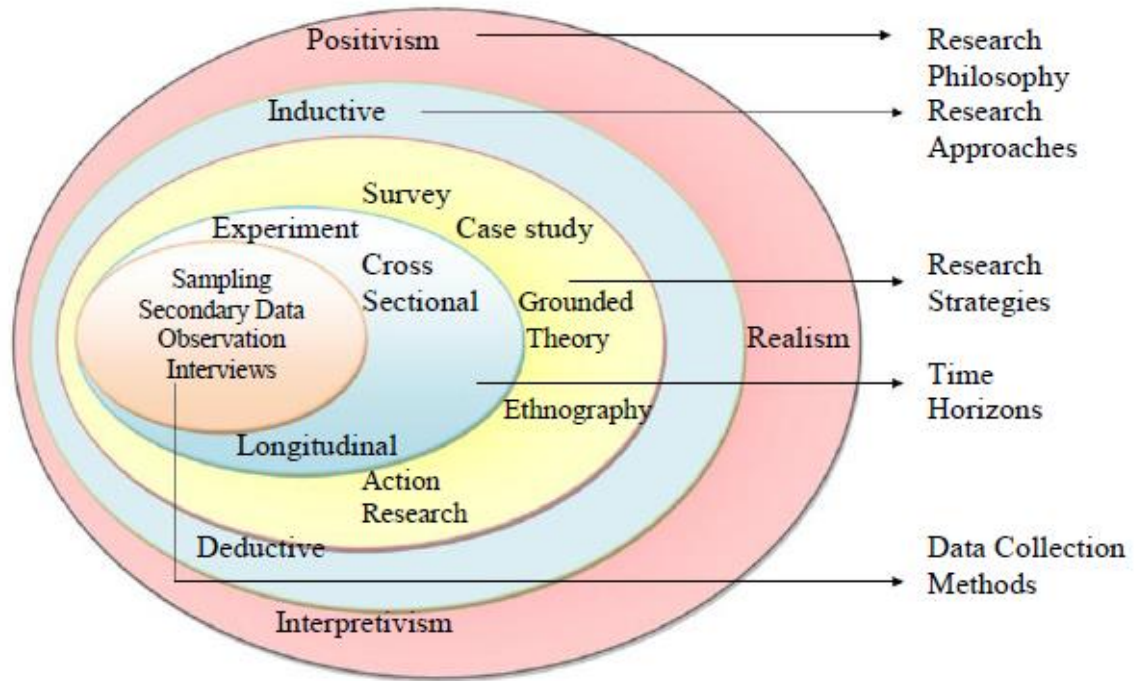 Positivism
Research
Philosophy
Inductive
Research
Approaches
Survey
Experiment
Case study
Cross
Sectional
Sampling
Secondary Data
Observation
Interviews
Grounded
Theory
Research
Strategies
Realism
Ethnography
Time
Horizons
Longitudinal
Action
Research
Deductive
Data Collection
Methods
Interpretivism